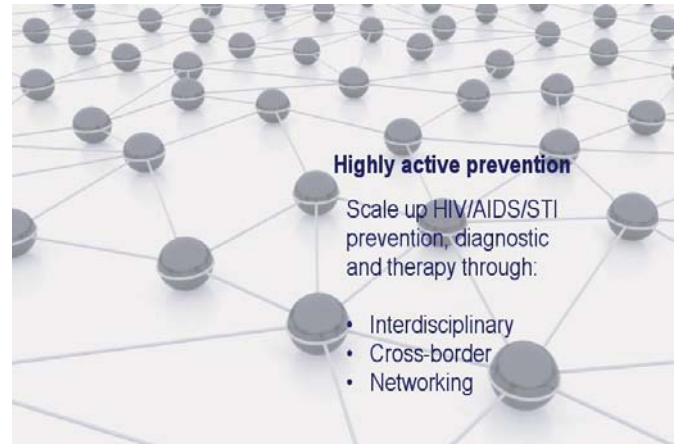 Highly active prevention
Scale up HIV/AIDS/STI
prevention, diagnostic
and therapy through:
• Interdisciplinary
• Cross-border
• Networking